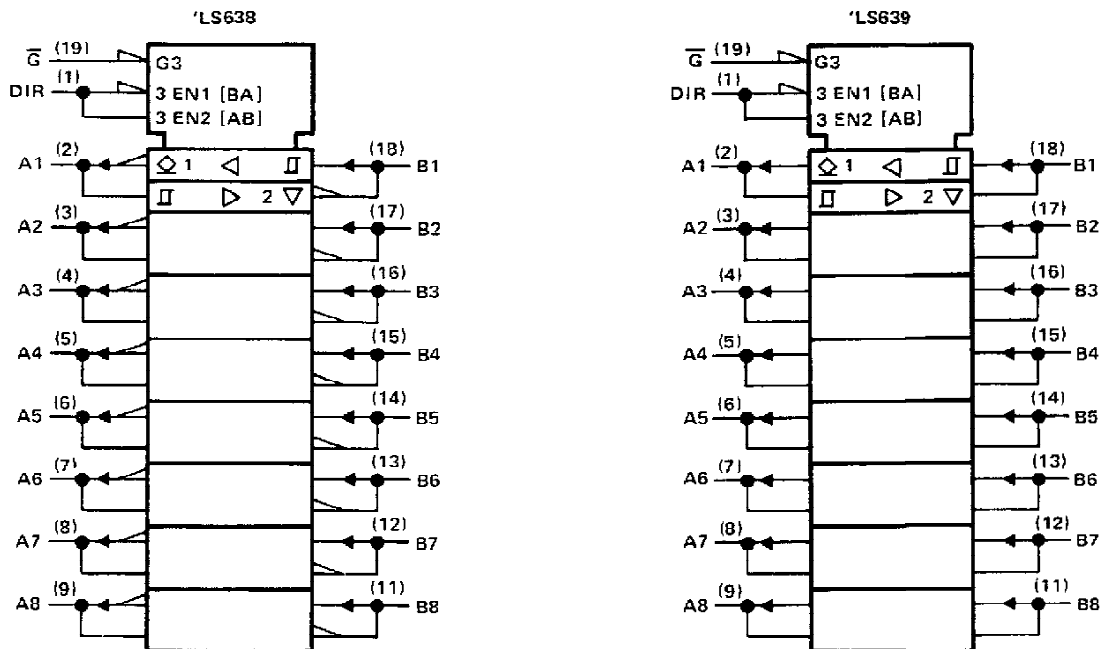 'LS638
G̅ (19) G3
DIR (1) 3 EN1 [BA]
3 EN2 [AB]
A1 (2) 1 (18) B1
2
A2 (3) (17) B2
A3 (4) (16) B3
A4 (5) (15) B4
A5 (6) (14) B5
A6 (7) (13) B6
A7 (8) (12) B7
A8 (9) (11) B8
'LS639
G̅ (19) G3
DIR (1) 3 EN1 [BA]
3 EN2 [AB]
A1 (2) 1 (18) B1
2
A2 (3) (17) B2
A3 (4) (16) B3
A4 (5) (15) B4
A5 (6) (14) B5
A6 (7) (13) B6
A7 (8) (12) B7
A8 (9) (11) B8